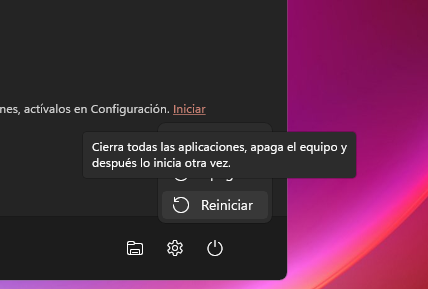 nes, actívalos en Configuración. Iniciar
Cierra todas las aplicaciones, apaga el equipo y
después lo inicia otra vez.
Reiniciar